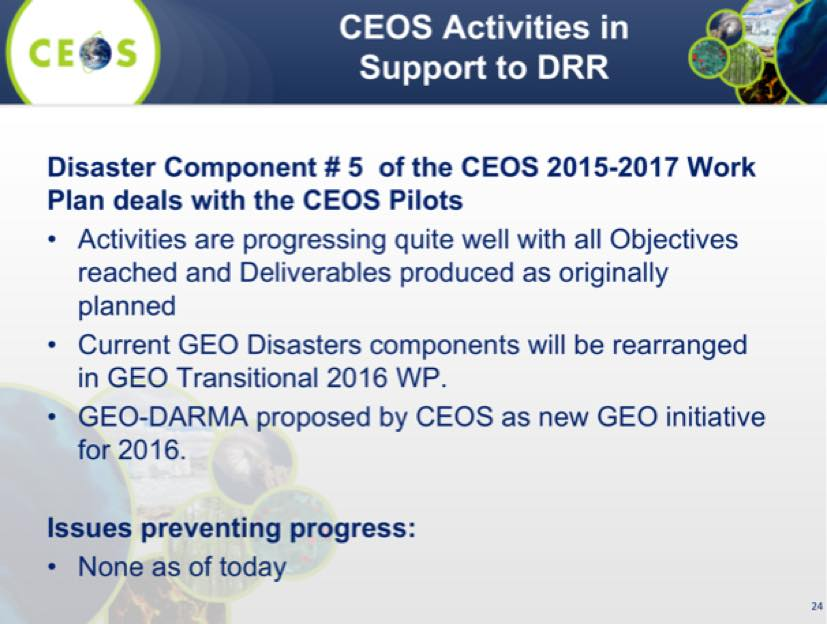 CEOS
CEOS Activities in
Support to DRR
Disaster Component # 5 of the CEOS 2015-2017 Work
Plan deals with the CEOS Pilots
• Activities are progressing quite well with all Objectives
reached and Deliverables produced as originally
planned
• Current GEO Disasters components will be rearranged
in GEO Transitional 2016 WP.
• GEO-DARMA proposed by CEOS as new GEO initiative
for 2016.
Issues preventing progress:
• None as of today
24